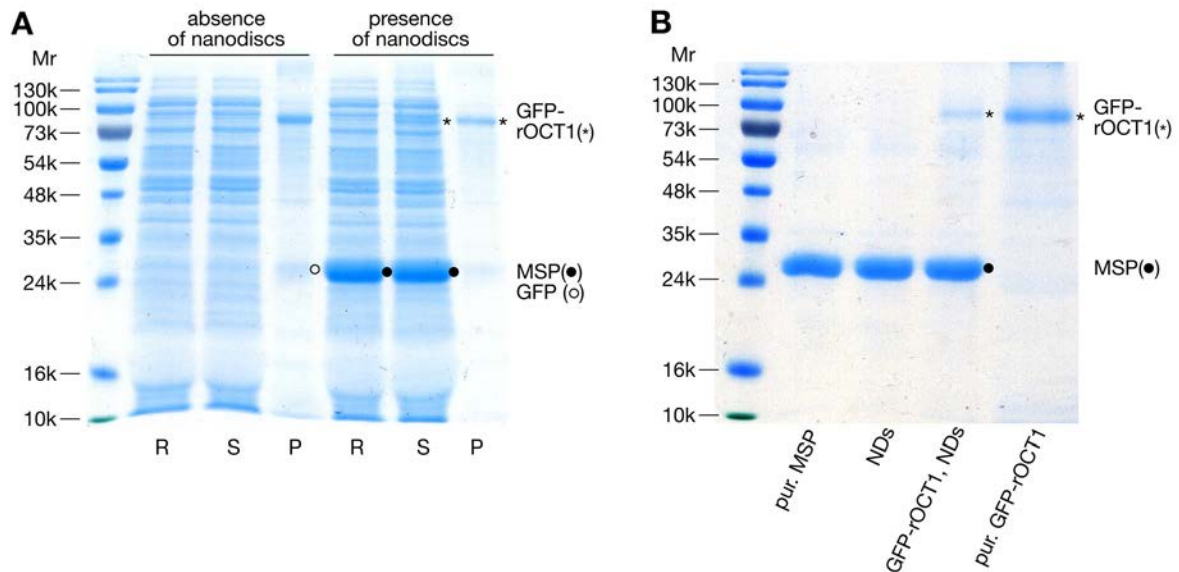 A
absence
of nanodiscs
presence
of nanodiscs
Mr
130k
100k
73k
54k
48k
35k
24k
16k
10k
GFP-
rOCT1(*)
* *
MSP(●)
GFP (○)
R S P R S P
B
Mr
130k
100k
73k
54k
48k
35k
24k
16k
10k
GFP-
rOCT1(*)
* *
MSP(●)
pur. MSP
NDs
GFP-rOCT1, NDs
pur. GFP-rOCT1